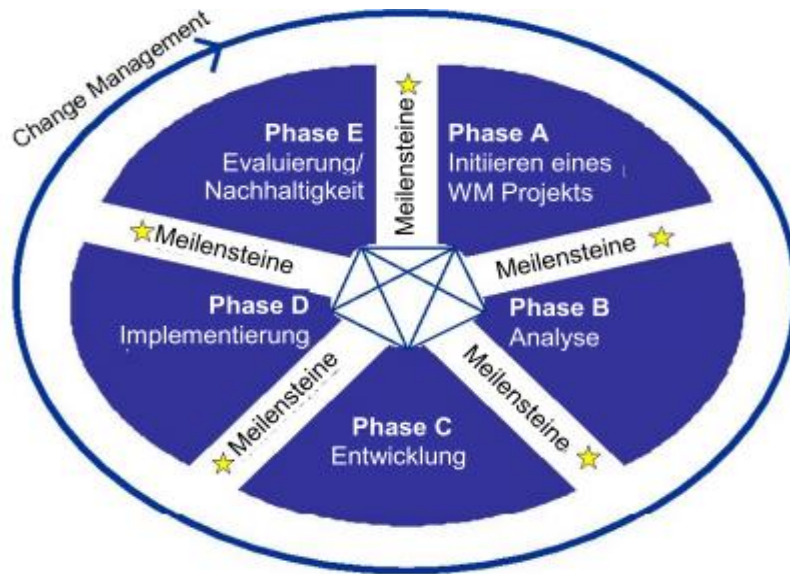 Change Management
Phase A
Initiieren eines
WM Projekts
Meilensteine
Phase B
Analyse
Meilensteine
Phase C
Entwicklung
Meilensteine
Phase D
Implementierung
Meilensteine
Phase E
Evaluierung/
Nachhaltigkeit
Meilensteine